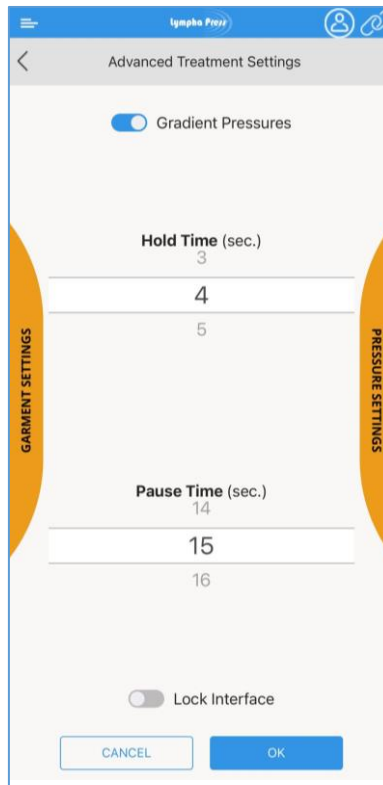 Lympha Press
Advanced Treatment Settings
Gradient Pressures
Hold Time (sec.)
3
4
5
GARMENT SETTINGS
PRESSURE SETTINGS
Pause Time (sec.)
14
15
16
Lock Interface
CANCEL
OK